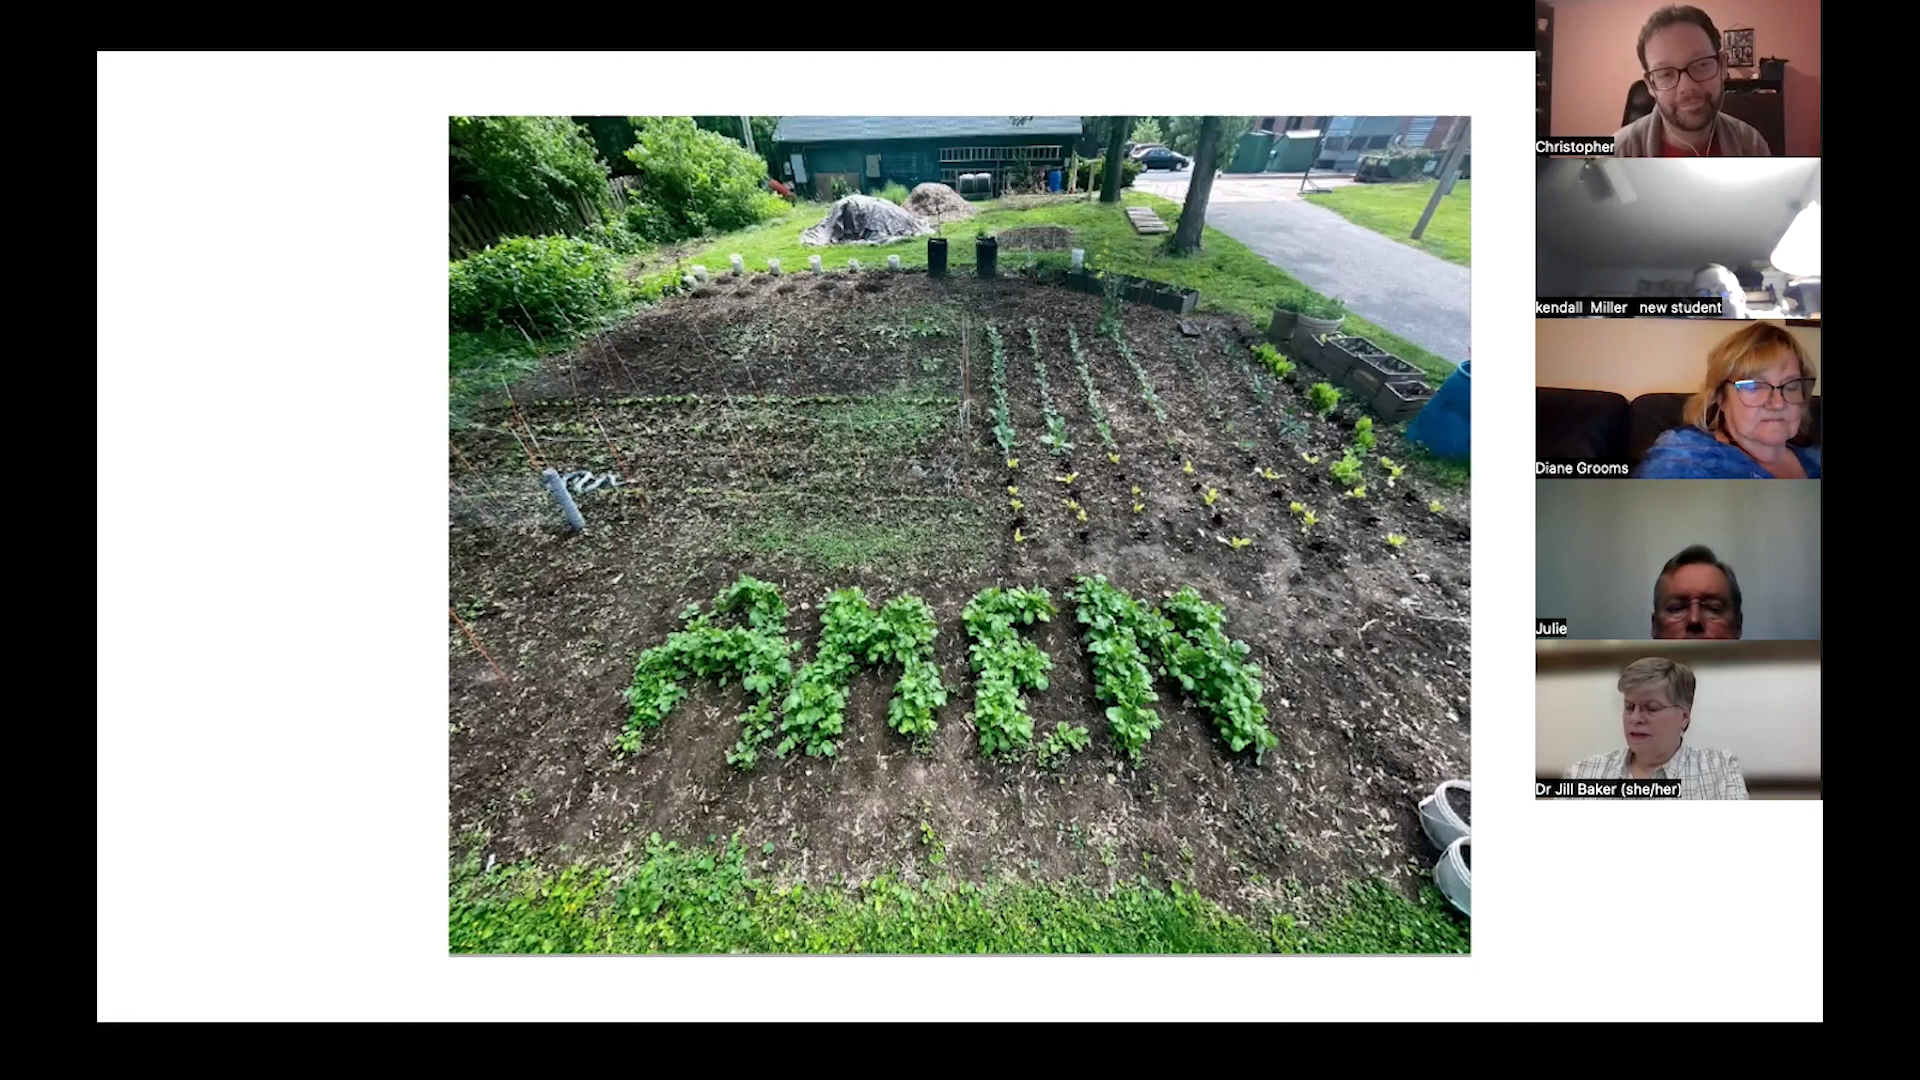 Christopher
kendall Miller new student
Diane Grooms
Julie
Dr Jill Baker (she/her)
AMEN